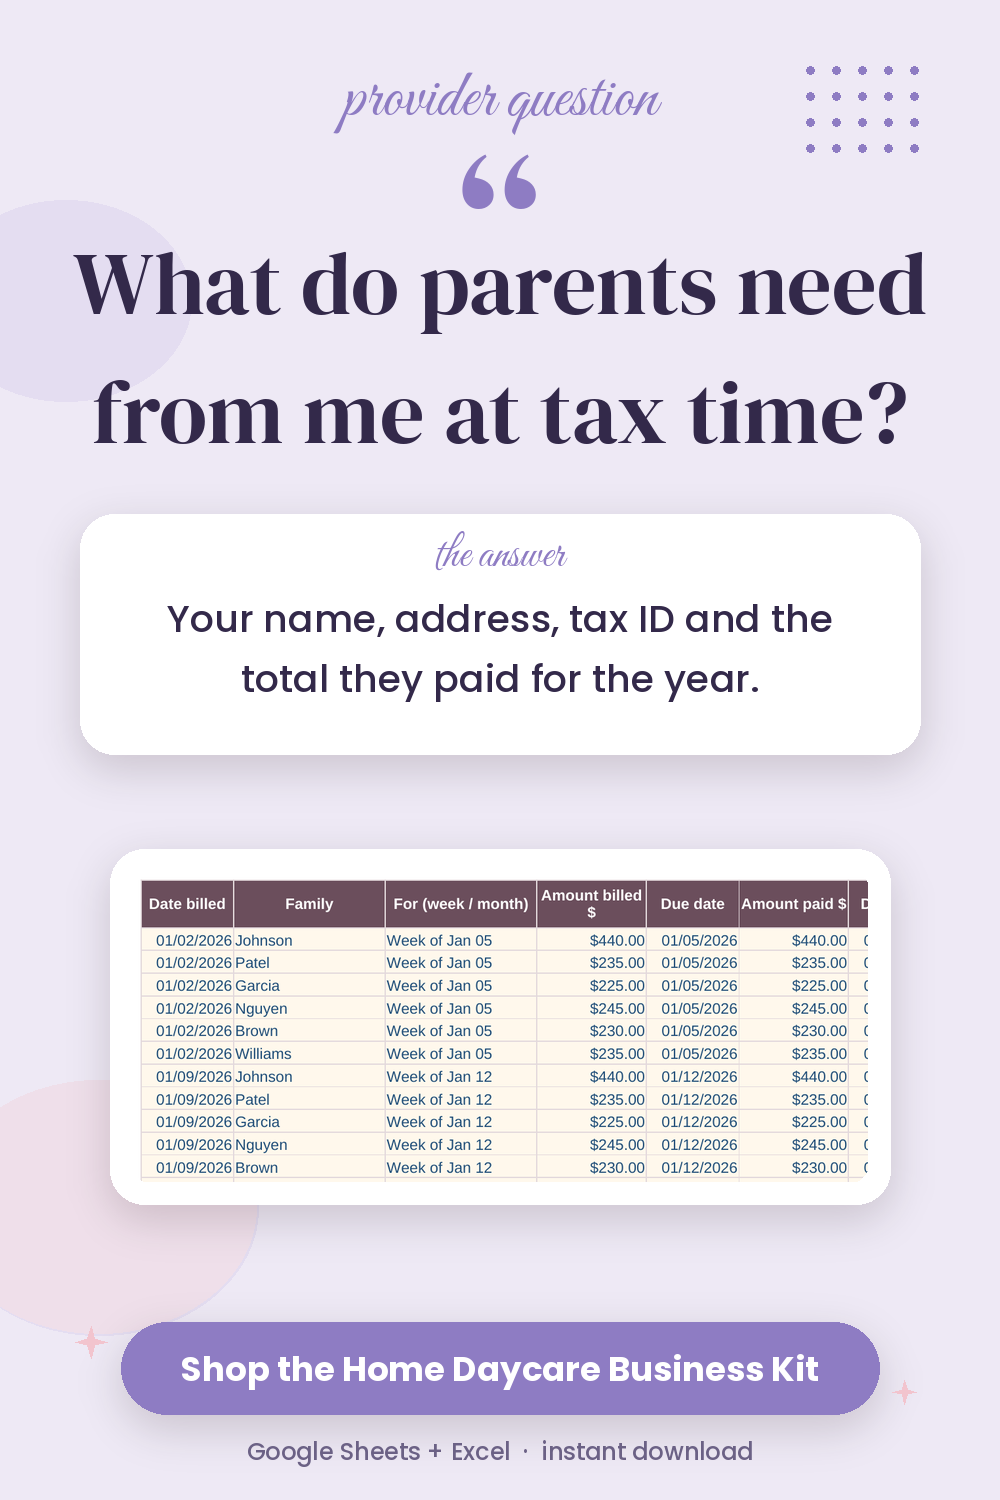 provider question
“
What do parents need
from me at tax time?
the answer
Your name, address, tax ID and the
total they paid for the year.
Date billed Family For (week / month) Amount billed $ Due date Amount paid $
01/02/2026 Johnson Week of Jan 05 $440.00 01/05/2026 $440.00
01/02/2026 Patel Week of Jan 05 $235.00 01/05/2026 $235.00
01/02/2026 Garcia Week of Jan 05 $225.00 01/05/2026 $225.00
01/02/2026 Nguyen Week of Jan 05 $245.00 01/05/2026 $245.00
01/02/2026 Brown Week of Jan 05 $230.00 01/05/2026 $230.00
01/02/2026 Williams Week of Jan 05 $235.00 01/05/2026 $235.00
01/09/2026 Johnson Week of Jan 12 $440.00 01/12/2026 $440.00
01/09/2026 Patel Week of Jan 12 $235.00 01/12/2026 $235.00
01/09/2026 Garcia Week of Jan 12 $225.00 01/12/2026 $225.00
01/09/2026 Nguyen Week of Jan 12 $245.00 01/12/2026 $245.00
01/09/2026 Brown Week of Jan 12 $230.00 01/12/2026 $230.00
Shop the Home Daycare Business Kit
Google Sheets + Excel · instant download